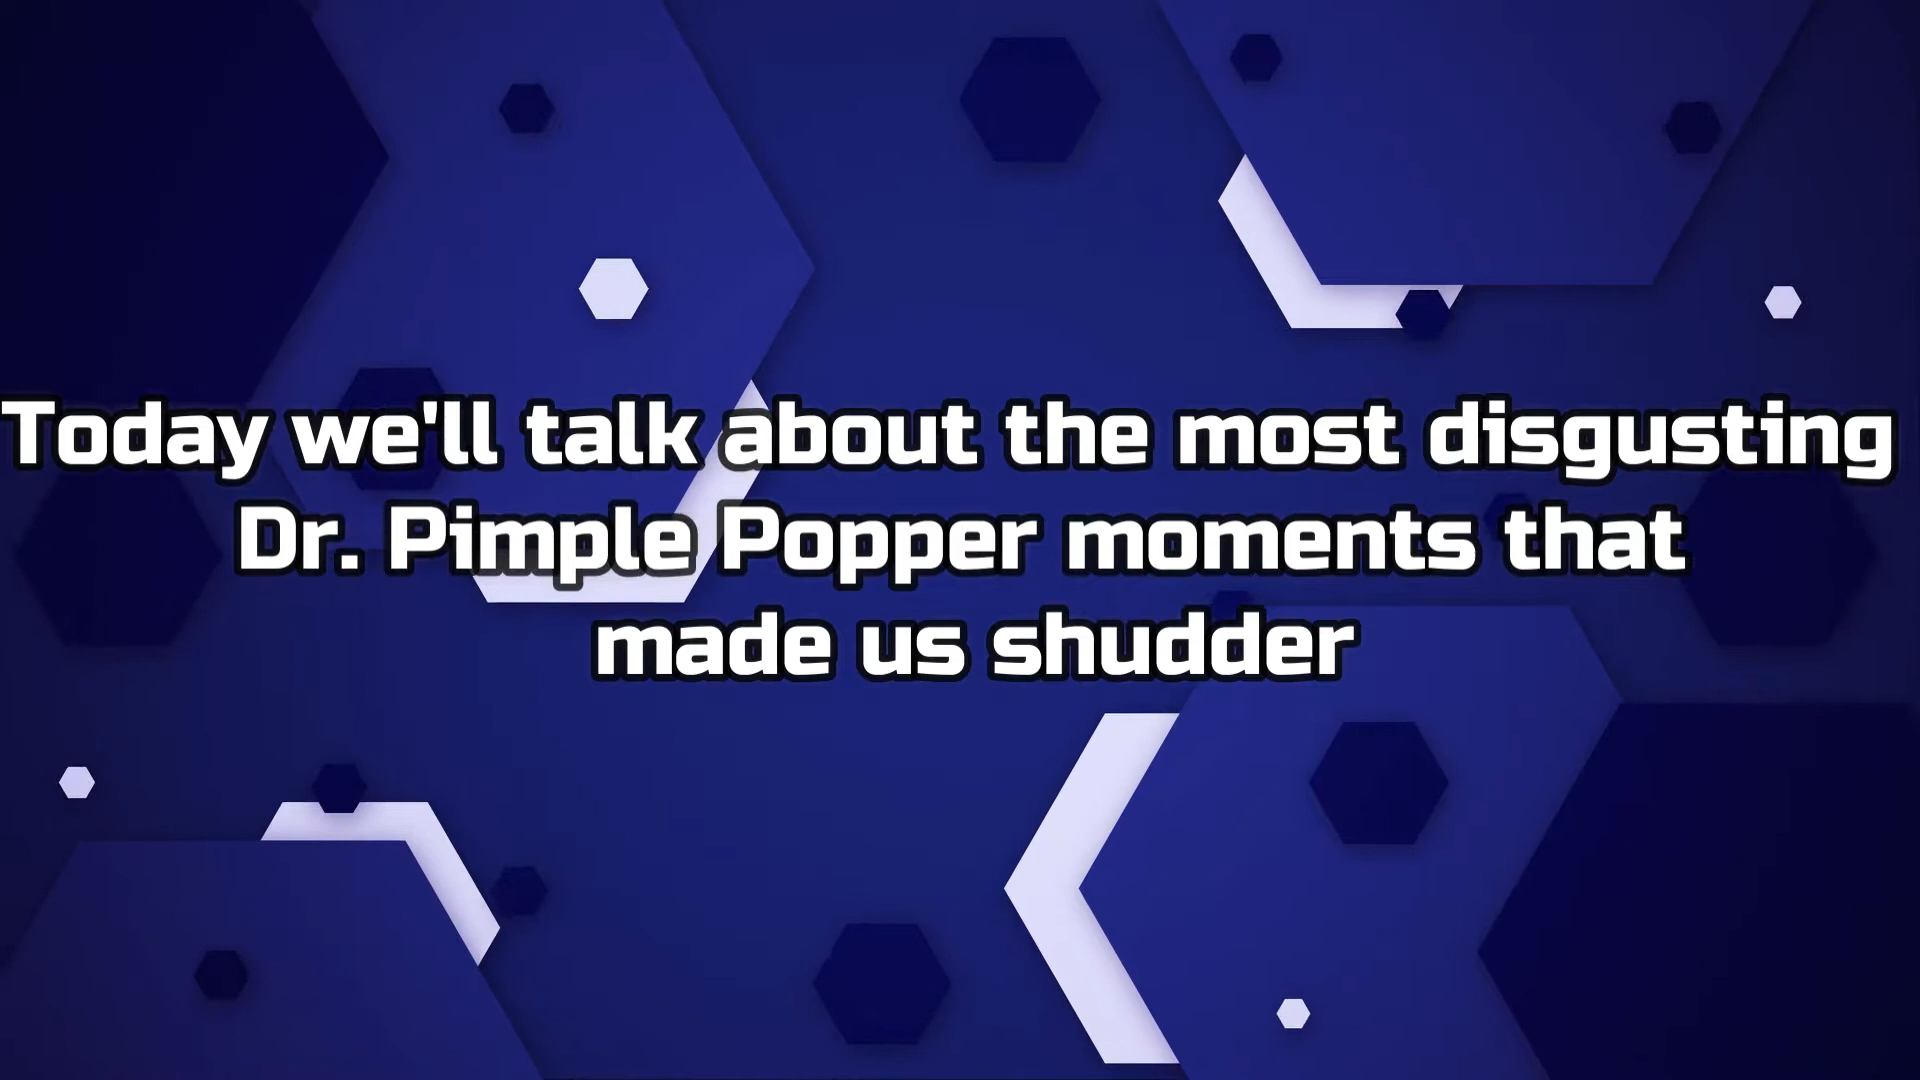 Today we'll talk about the most disgusting
Dr. Pimple Popper moments that
made us shudder